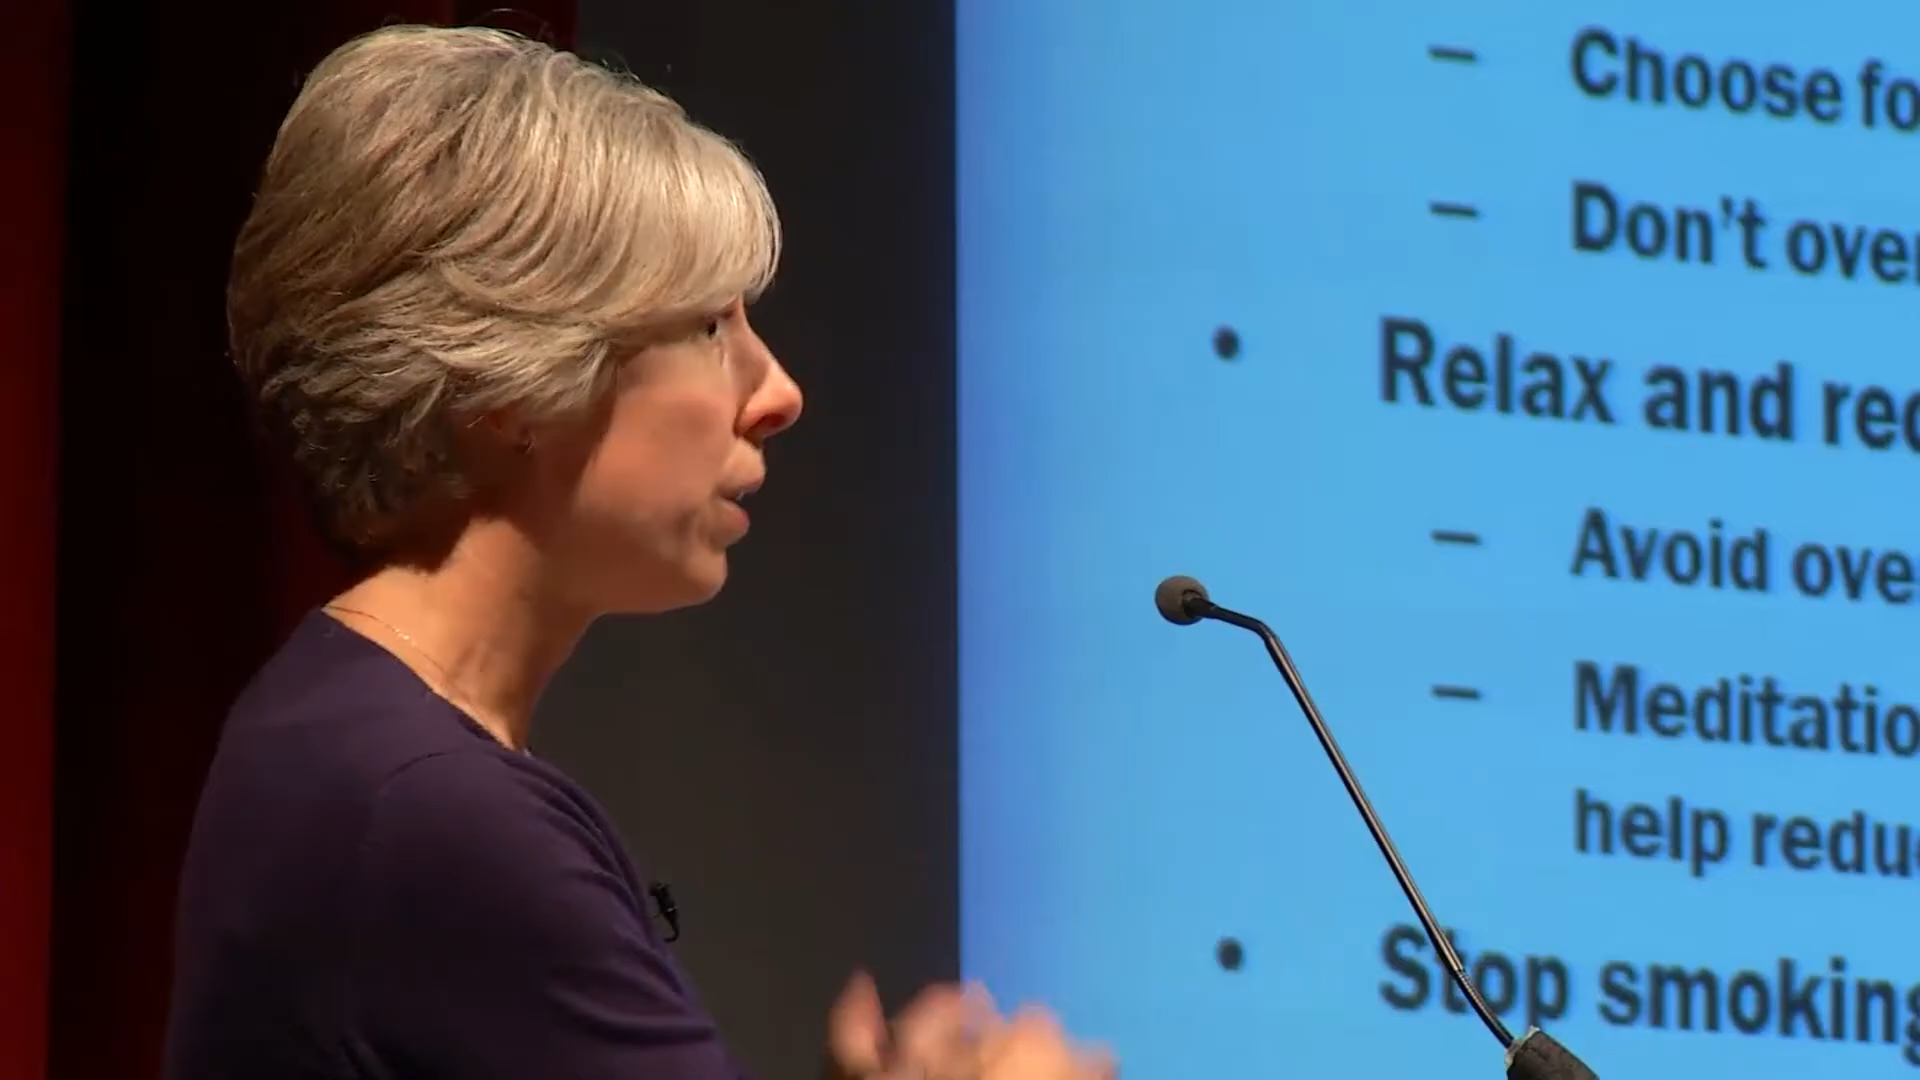 – Choose fo
– Don't over
• Relax and red
– Avoid ove
– Meditatio
help redu
• Stop smoking